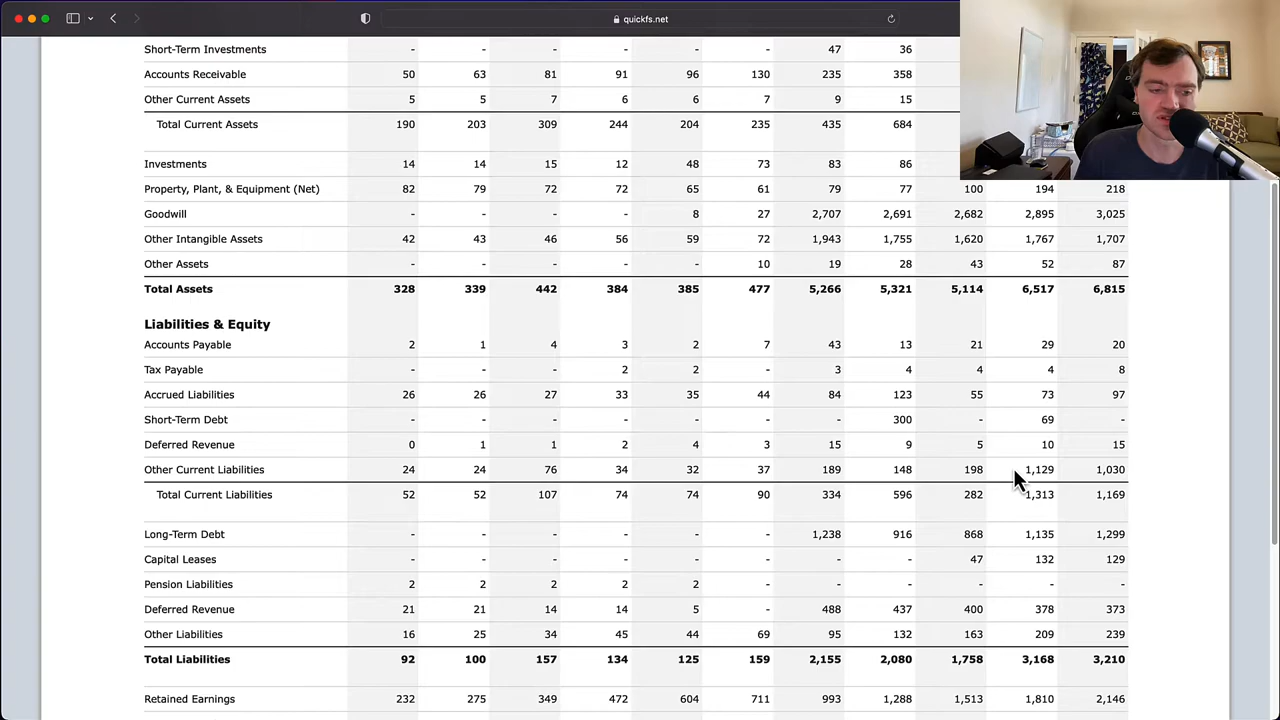 quickfs.net
Short-Term Investments - - - - - - 47 36
Accounts Receivable 50 63 81 91 96 130 235 358
Other Current Assets 5 5 7 6 6 7 9 15
Total Current Assets 190 203 309 244 204 235 435 684
Investments 14 14 15 12 48 73 83 86
Property, Plant, & Equipment (Net) 82 79 72 72 65 61 79 77 100 194 218
Goodwill - - - - 8 27 2,707 2,691 2,682 2,895 3,025
Other Intangible Assets 42 43 46 56 59 72 1,943 1,755 1,620 1,767 1,707
Other Assets - - - - - 10 19 28 43 52 87
Total Assets 328 339 442 384 385 477 5,266 5,321 5,114 6,517 6,815
Liabilities & Equity
Accounts Payable 2 1 4 3 2 7 43 13 21 29 20
Tax Payable - - - 2 2 - 3 4 4 4 8
Accrued Liabilities 26 26 27 33 35 44 84 123 55 73 97
Short-Term Debt - - - - - - - 300 - 69 -
Deferred Revenue 0 1 1 2 4 3 15 9 5 10 15
Other Current Liabilities 24 24 76 34 32 37 189 148 198 1,129 1,030
Total Current Liabilities 52 52 107 74 74 90 334 596 282 1,313 1,169
Long-Term Debt - - - - - - 1,238 916 868 1,135 1,299
Capital Leases - - - - - - - - 47 132 129
Pension Liabilities 2 2 2 2 2 - - - - - -
Deferred Revenue 21 21 14 14 5 - 488 437 400 378 373
Other Liabilities 16 25 34 45 44 69 95 132 163 209 239
Total Liabilities 92 100 157 134 125 159 2,155 2,080 1,758 3,168 3,210
Retained Earnings 232 275 349 472 604 711 993 1,288 1,513 1,810 2,146